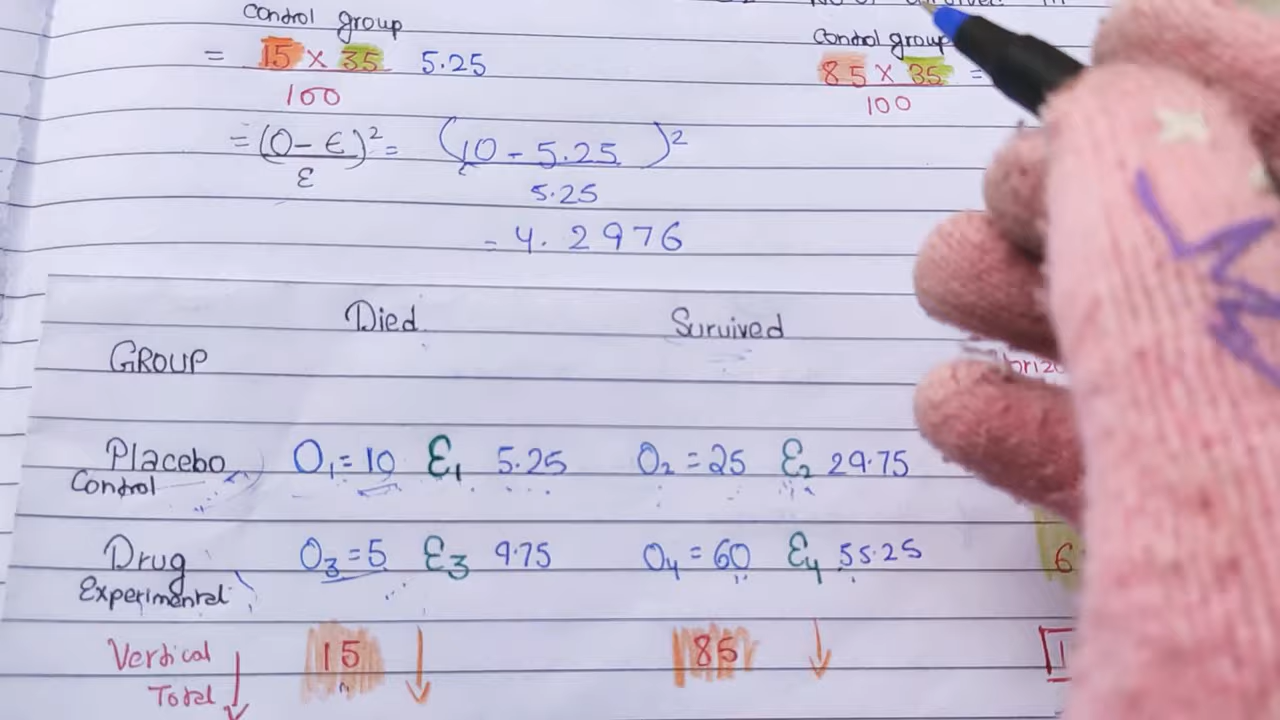 Control group
= 15 × 35 5.25
100
Control group
85 × 35 =
100
= (O - E)² = (10 - 5.25)²
E 5.25
= 4.2976
Died Survived
GROUP
Placebo O₁ = 10 E₁ 5.25 O₂ = 25 E₂ 29.75
Control
Drug O₃ = 5 E₃ 9.75 O₄ = 60 E₄ 55.25 6
Experimental
Vertical 15 85
Total